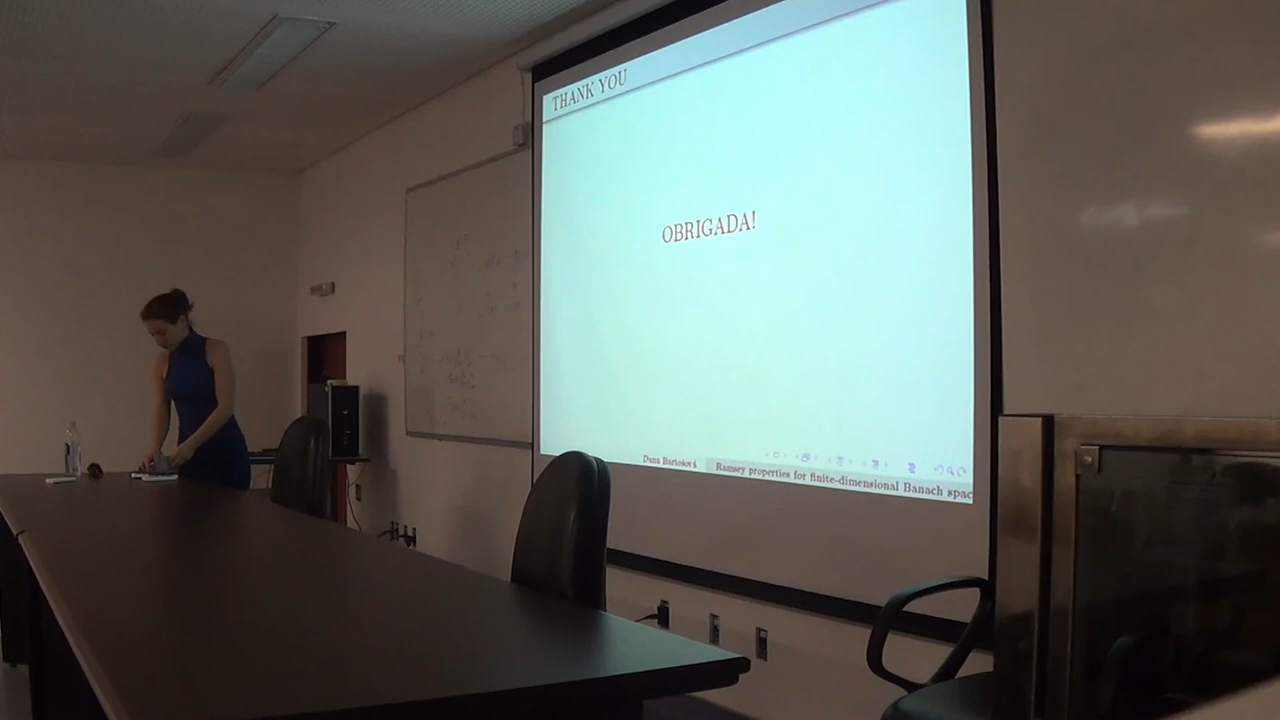 THANK YOU
OBRIGADA!
Dana Bartošová Ramsey properties for finite-dimensional Banach spac